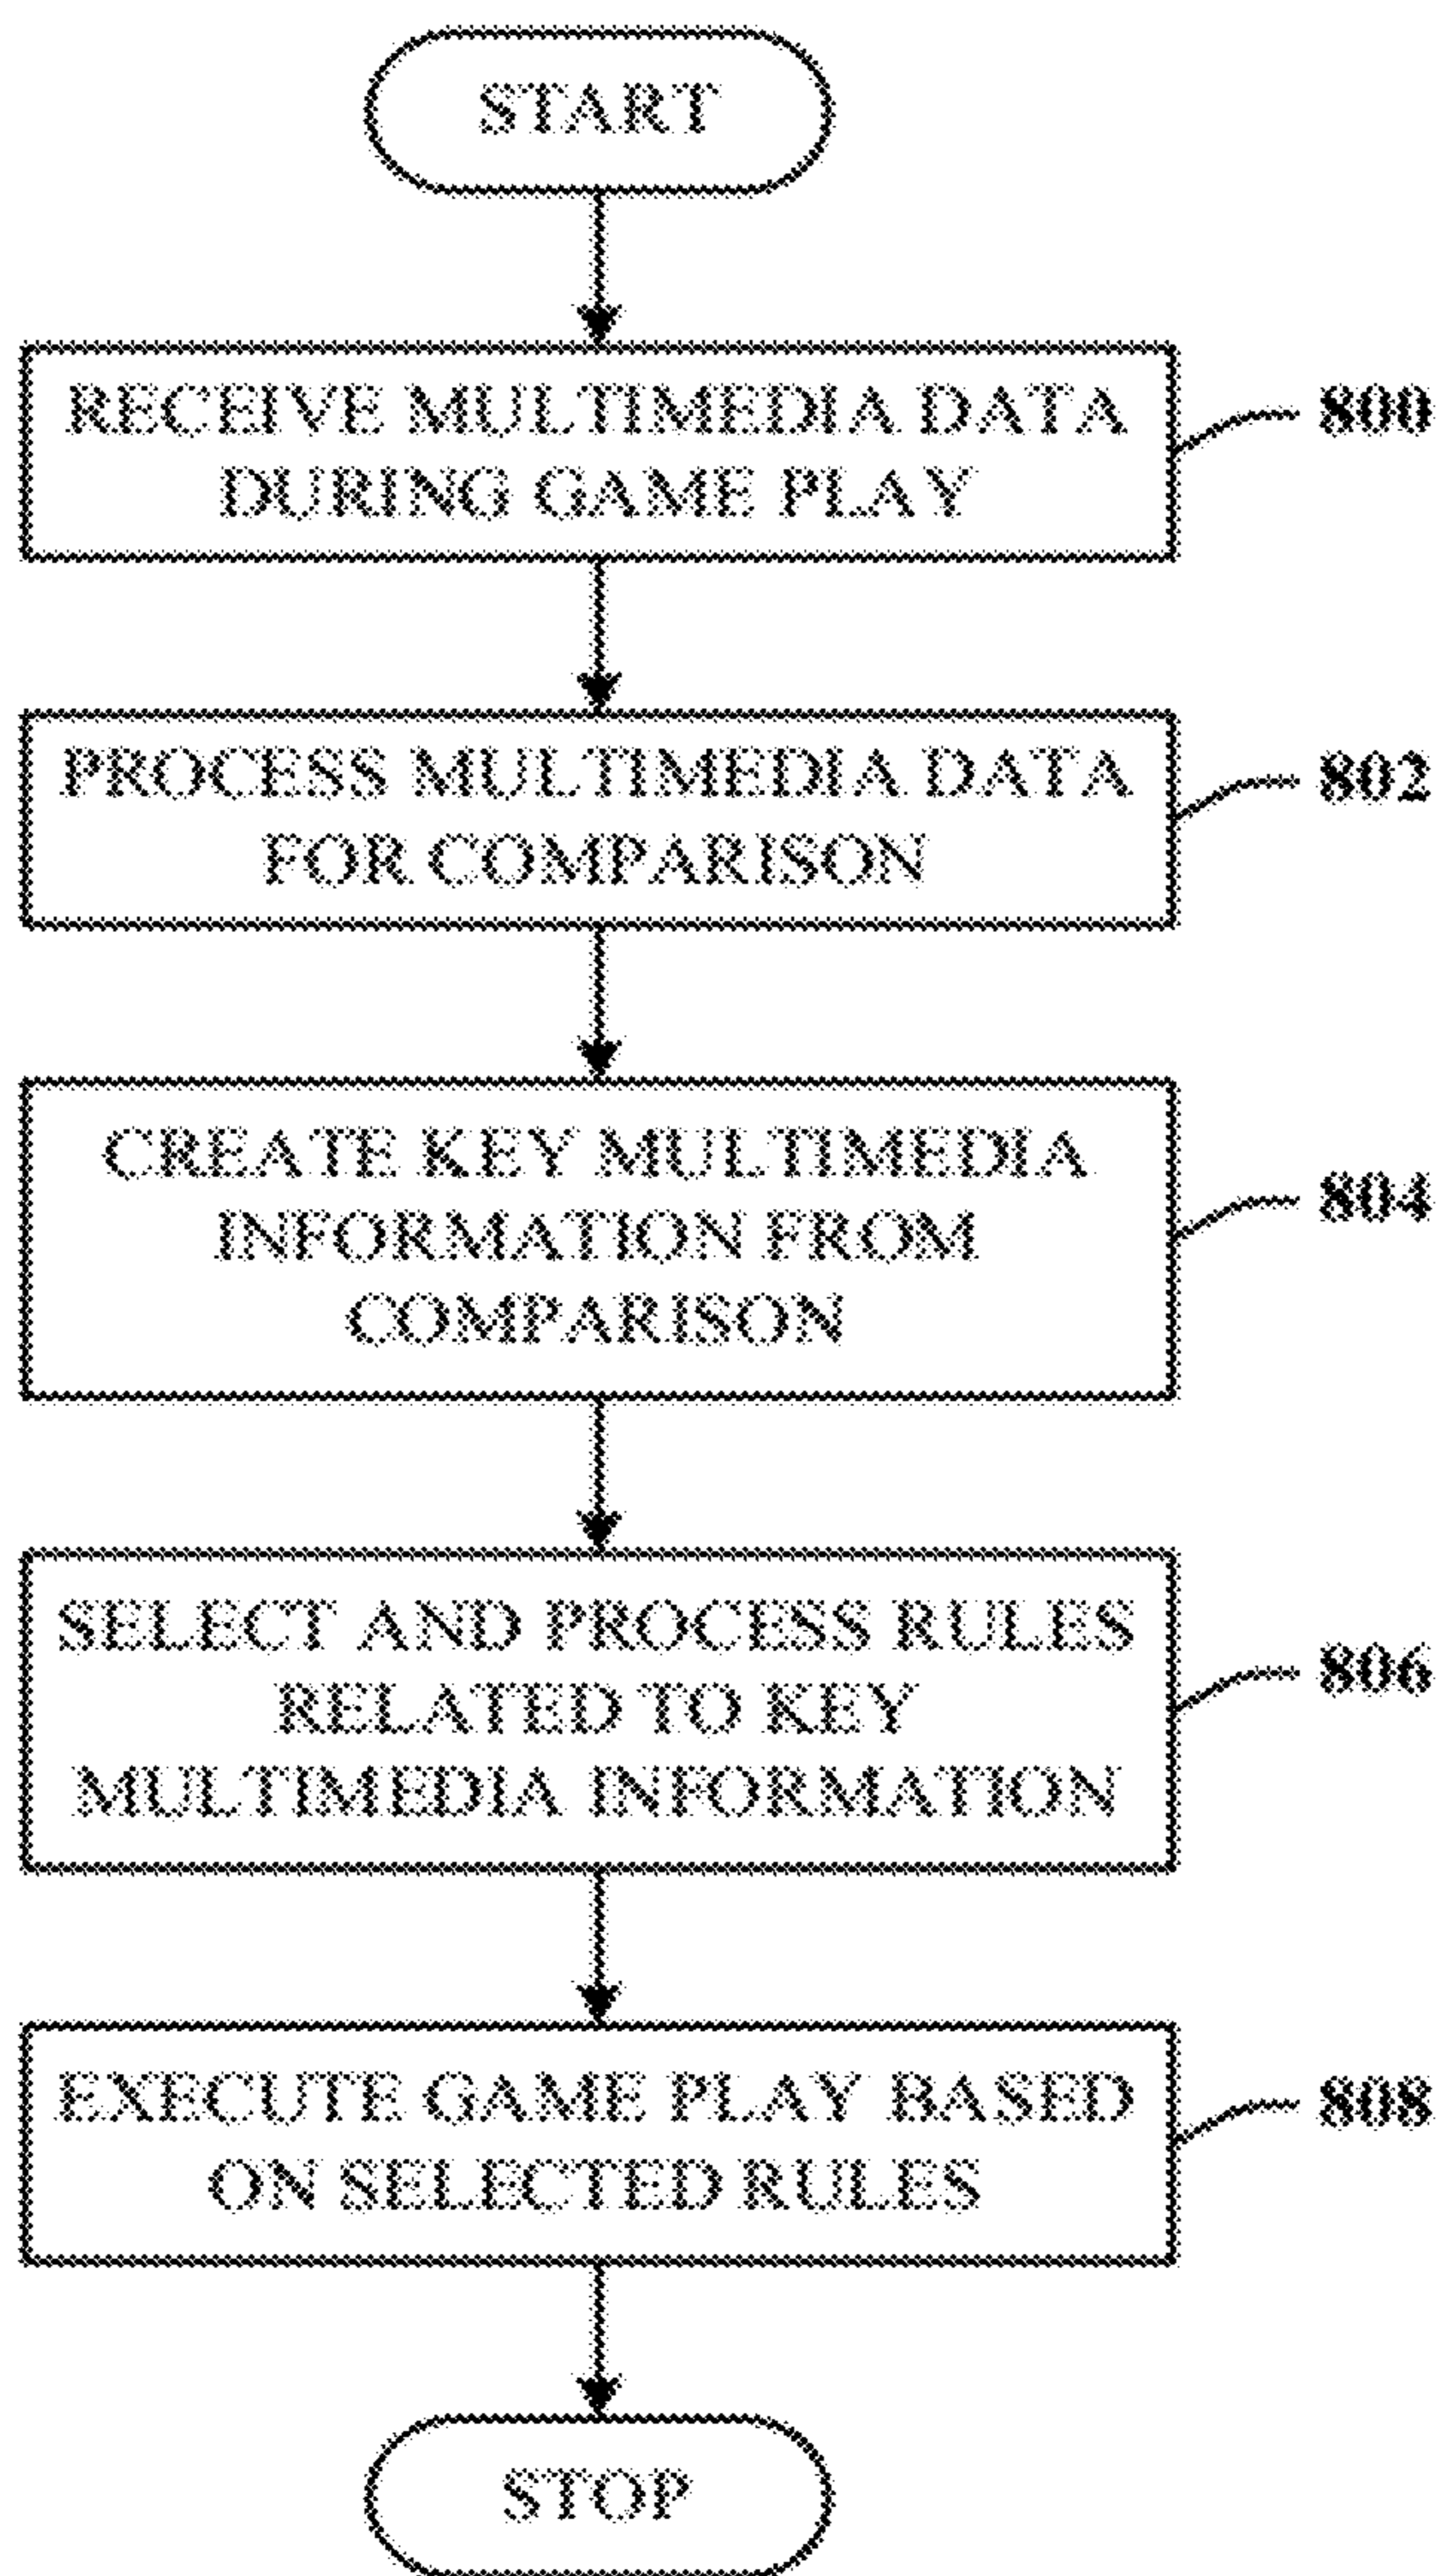 START
RECEIVE MULTIMEDIA DATA
DURING GAME PLAY
800
PROCESS MULTIMEDIA DATA
FOR COMPARISON
802
CREATE KEY MULTIMEDIA
INFORMATION FROM
COMPARISON
804
SELECT AND PROCESS RULES
RELATED TO KEY
MULTIMEDIA INFORMATION
806
EXECUTE GAME PLAY BASED
ON SELECTED RULES
808
STOP